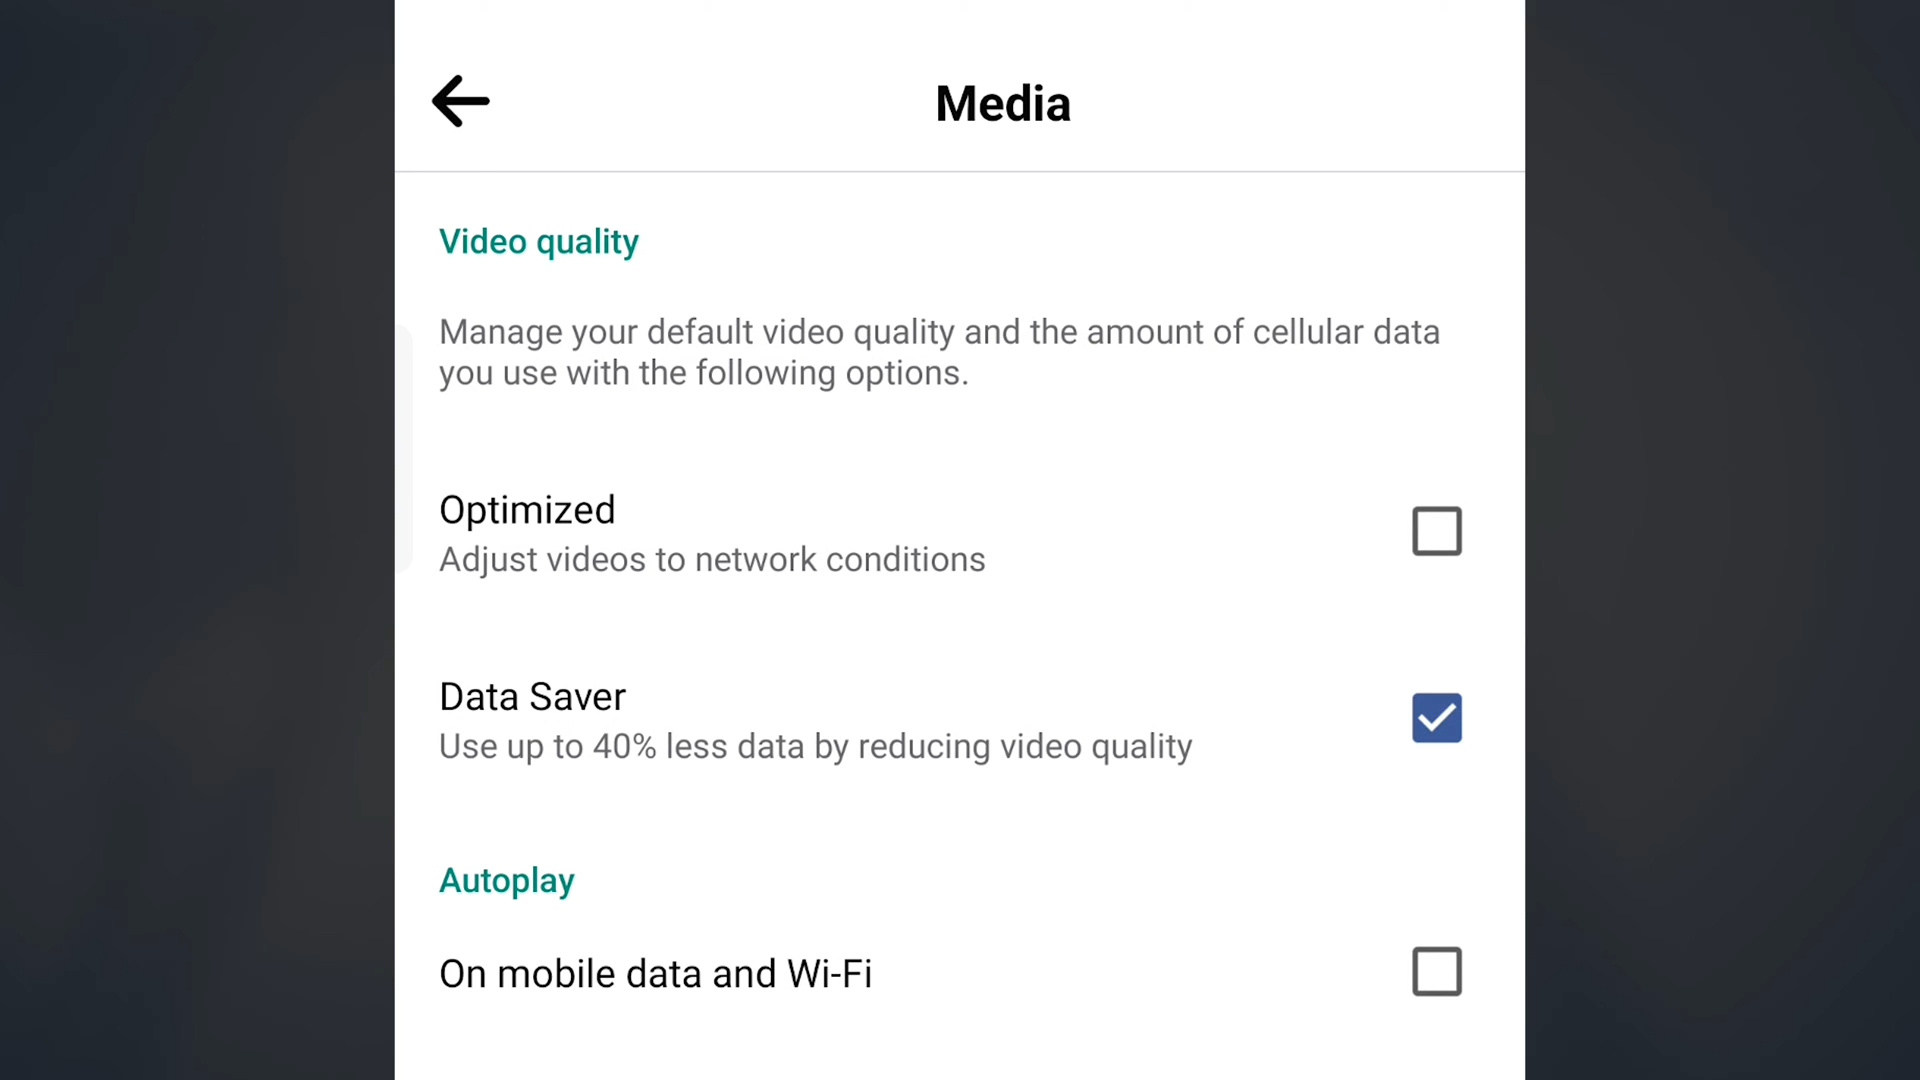 Media
Video quality
Manage your default video quality and the amount of cellular data
you use with the following options.
Optimized
Adjust videos to network conditions
Data Saver
Use up to 40% less data by reducing video quality
Autoplay
On mobile data and Wi-Fi